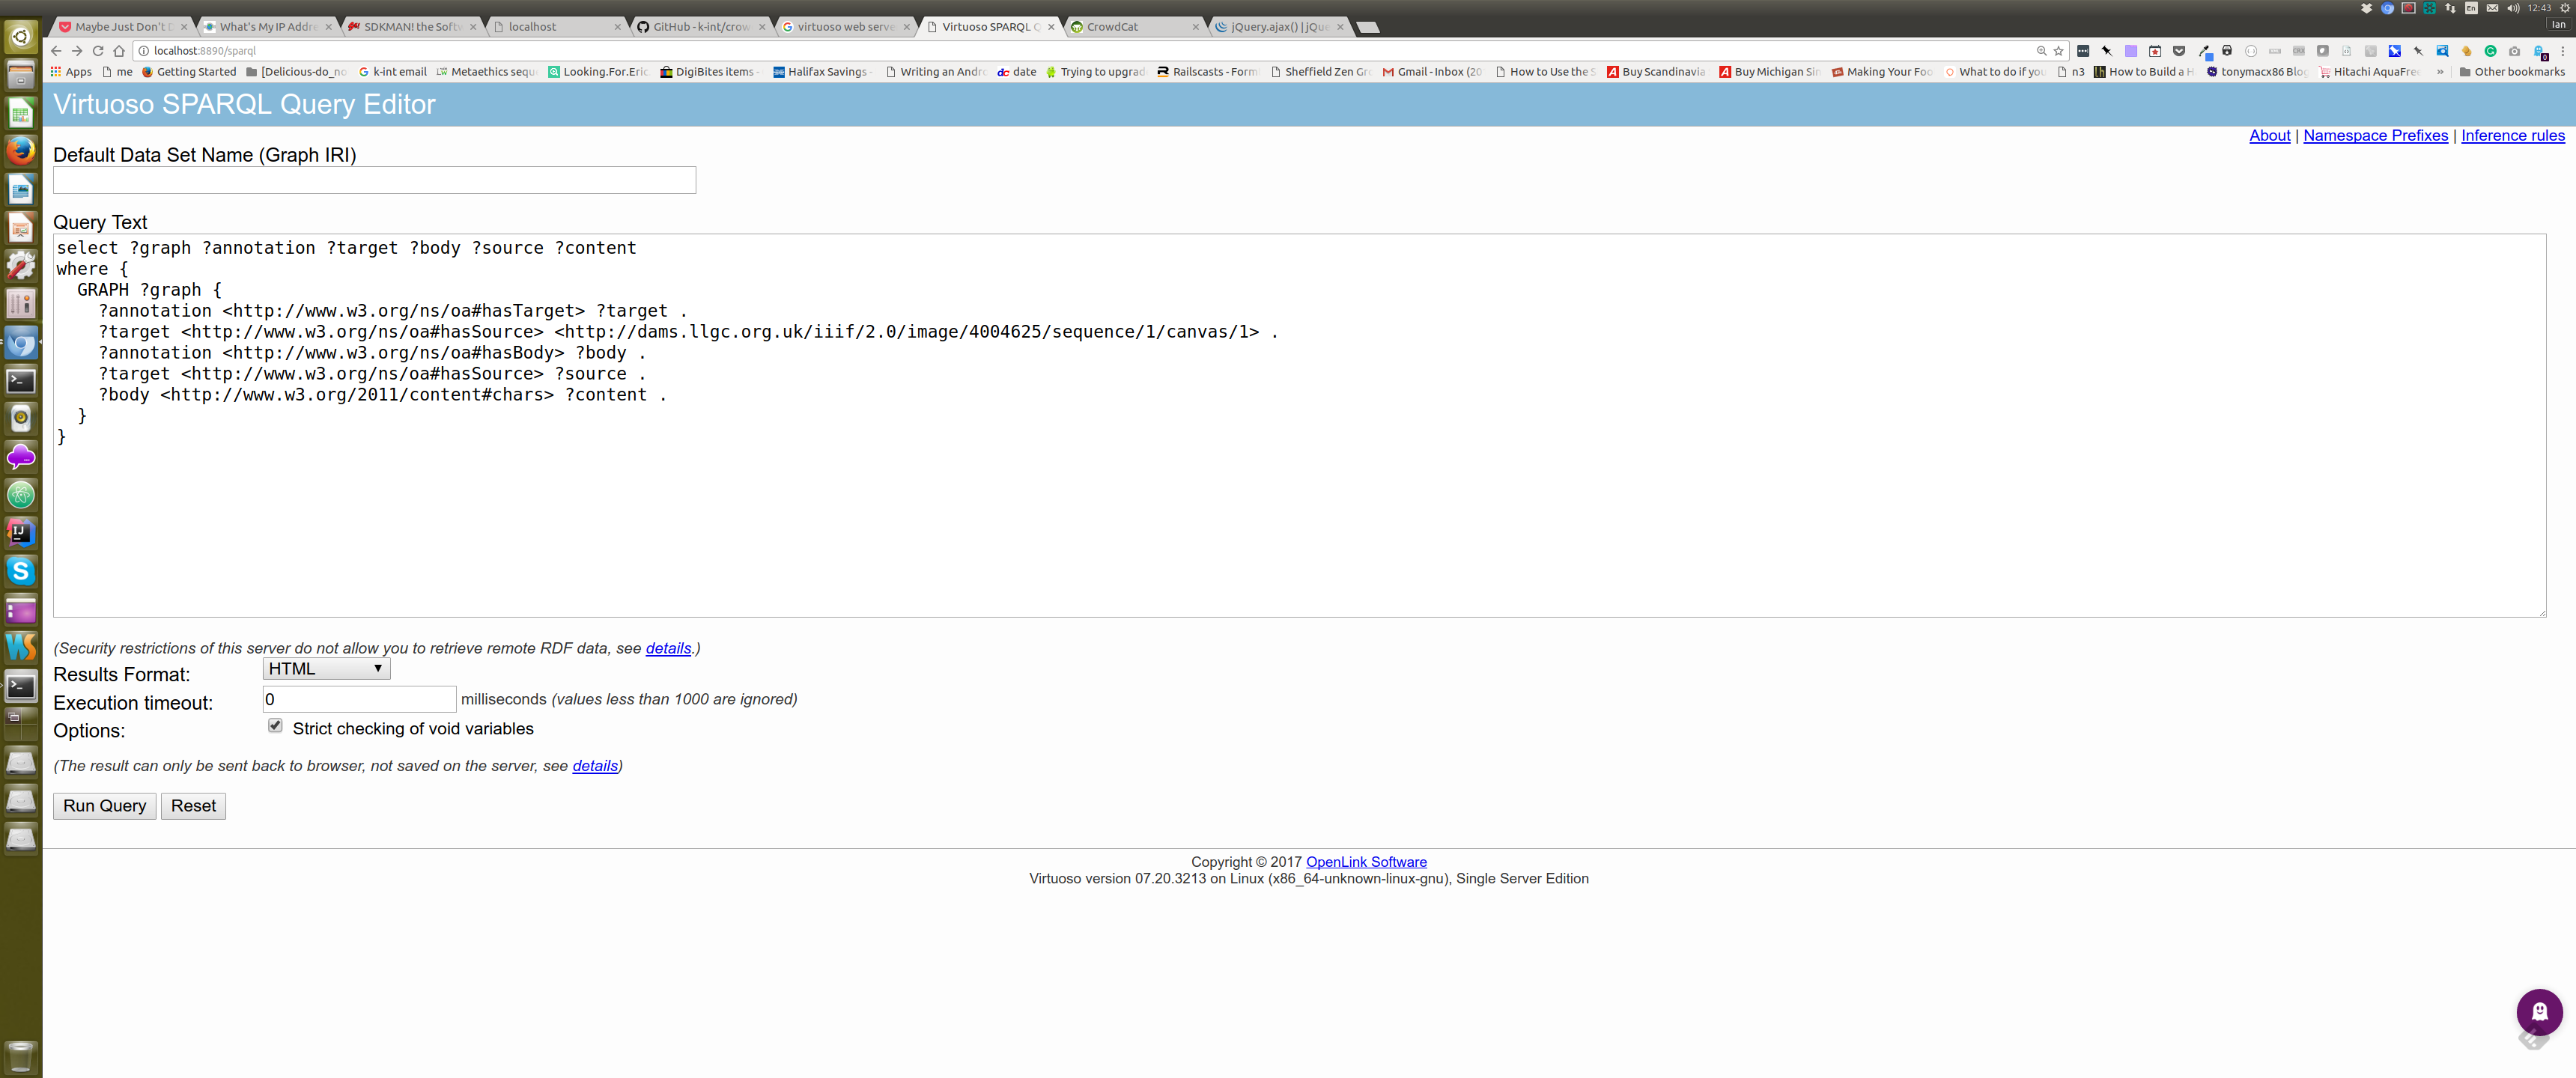 12:43
Ian
Maybe Just Don't D
What's My IP Addre
SDKMAN! the Softw
localhost
GitHub - k-int/crow
virtuoso web serve
Virtuoso SPARQL Q
CrowdCat
jQuery.ajax() | jQue
localhost:8890/sparql
Apps
me
Getting Started
[Delicious-do_no
k-int email
Metaethics sequ
Looking.For.Eric
DigiBites items -
Halifax Savings -
Writing an Andro
date
Trying to upgrad
Railscasts - Form
Sheffield Zen Gr
Gmail - Inbox (20
How to Use the S
Buy Scandinavia
Buy Michigan Sin
Making Your Foo
What to do if you
n3
How to Build a H
tonymacx86 Blog
Hitachi AquaFre
» Other bookmarks
Virtuoso SPARQL Query Editor
About | Namespace Prefixes | Inference rules
Default Data Set Name (Graph IRI)
Query Text
select ?graph ?annotation ?target ?body ?source ?content
where {
GRAPH ?graph {
?annotation <http://www.w3.org/ns/oa#hasTarget> ?target .
?target <http://www.w3.org/ns/oa#hasSource> <http://dams.llgc.org.uk/iiif/2.0/image/4004625/sequence/1/canvas/1> .
?annotation <http://www.w3.org/ns/oa#hasBody> ?body .
?target <http://www.w3.org/ns/oa#hasSource> ?source .
?body <http://www.w3.org/2011/content#chars> ?content .
}
}
(Security restrictions of this server do not allow you to retrieve remote RDF data, see details.)
Results Format: HTML
Execution timeout: 0 milliseconds (values less than 1000 are ignored)
Options: Strict checking of void variables
(The result can only be sent back to browser, not saved on the server, see details)
Run Query Reset
Copyright © 2017 OpenLink Software
Virtuoso version 07.20.3213 on Linux (x86_64-unknown-linux-gnu), Single Server Edition